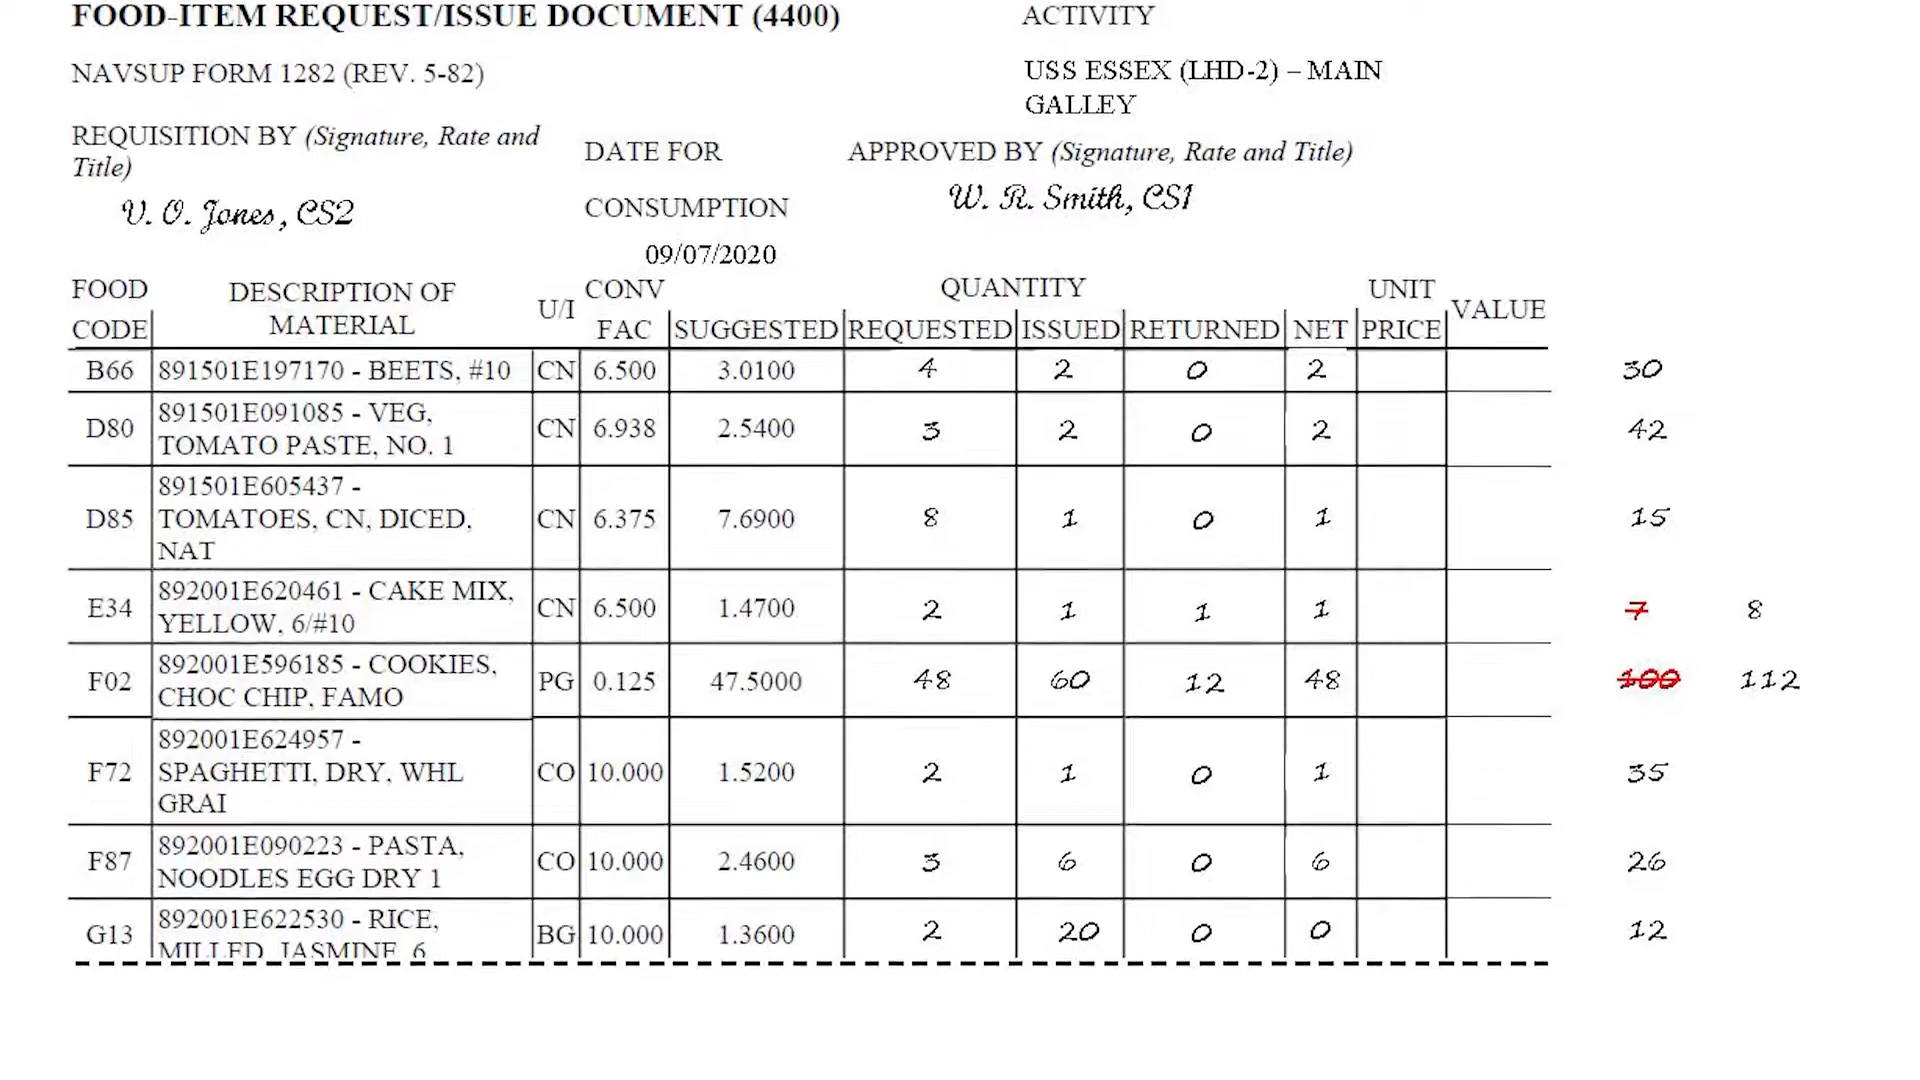 FOOD-ITEM REQUEST/ISSUE DOCUMENT (4400)
ACTIVITY
NAVSUP FORM 1282 (REV. 5-82)
USS ESSEX (LHD-2) – MAIN
GALLEY
REQUISITION BY (Signature, Rate and
Title)
V. O. Jones, CS2
DATE FOR
CONSUMPTION
09/07/2020
APPROVED BY (Signature, Rate and Title)
W. R. Smith, CS1
FOOD CODE DESCRIPTION OF MATERIAL U/I CONV FAC QUANTITY SUGGESTED REQUESTED ISSUED RETURNED NET UNIT PRICE VALUE
B66 891501E197170 - BEETS, #10 CN 6.500 3.0100 4 2 0 2 30
D80 891501E091085 - VEG, TOMATO PASTE, NO. 1 CN 6.938 2.5400 3 2 0 2 42
D85 891501E605437 - TOMATOES, CN, DICED, NAT CN 6.375 7.6900 8 1 0 1 15
E34 892001E620461 - CAKE MIX, YELLOW, 6/#10 CN 6.500 1.4700 2 1 1 1 7 8
F02 892001E596185 - COOKIES, CHOC CHIP, FAMO PG 0.125 47.5000 48 60 12 48 100 112
F72 892001E624957 - SPAGHETTI, DRY, WHL GRAI CO 10.000 1.5200 2 1 0 1 35
F87 892001E090223 - PASTA, NOODLES EGG DRY 1 CO 10.000 2.4600 3 6 0 6 26
G13 892001E622530 - RICE, MILLED, JASMINE, 6 BG 10.000 1.3600 2 20 0 0 12